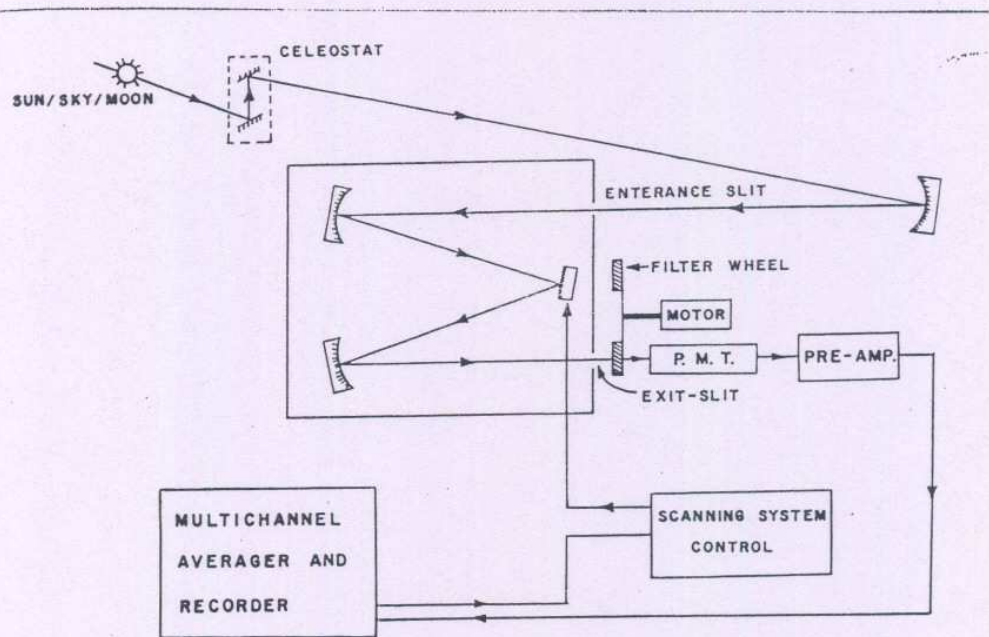 CELEOSTAT
SUN/SKY/MOON
ENTERANCE SLIT
FILTER WHEEL
MOTOR
P. M. T.
PRE-AMP.
EXIT-SLIT
MULTICHANNEL
AVERAGER AND
RECORDER
SCANNING SYSTEM
CONTROL